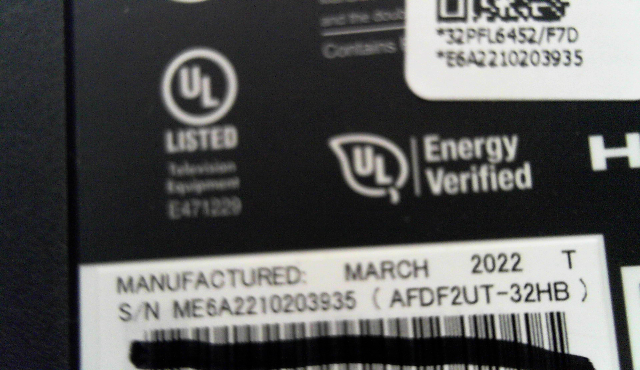 and the doub
Contains
*32PFL6452/F7D
*E6A2210203935
UL
LISTED
Television
Equipment
E471229
UL
Energy
Verified
H
MANUFACTURED: MARCH 2022 T
S/N ME6A2210203935 ( AFDF2UT-32HB )